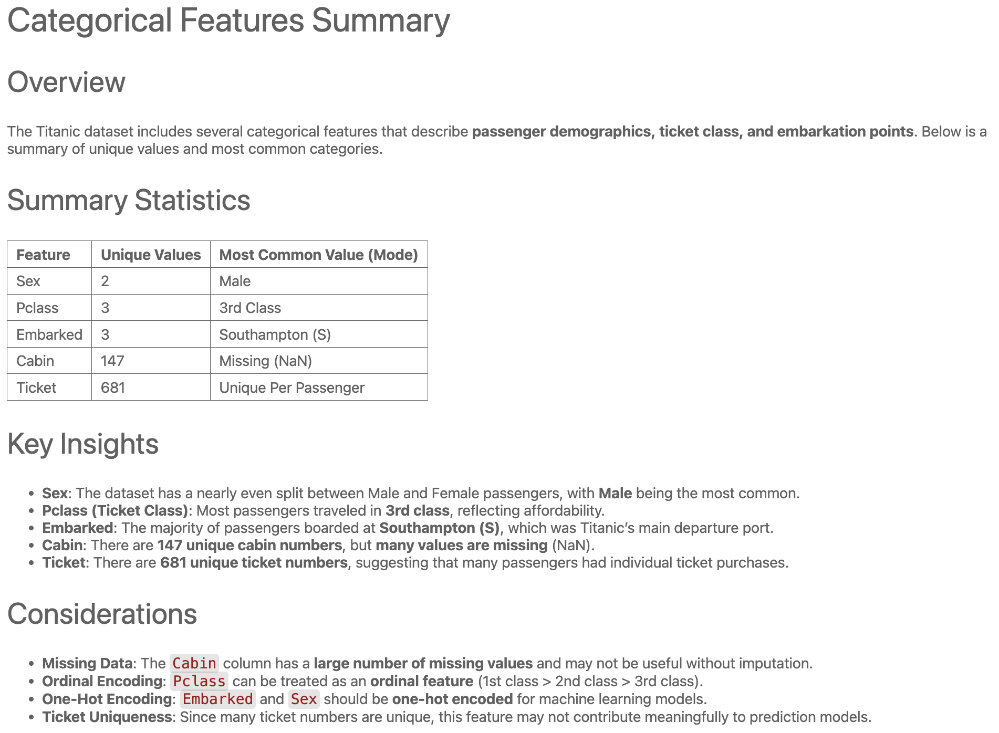 Categorical Features Summary
Overview
The Titanic dataset includes several categorical features that describe passenger demographics, ticket class, and embarkation points. Below is a
summary of unique values and most common categories.
Summary Statistics
Feature Unique Values Most Common Value (Mode)
Sex 2 Male
Pclass 3 3rd Class
Embarked 3 Southampton (S)
Cabin 147 Missing (NaN)
Ticket 681 Unique Per Passenger
Key Insights
• Sex: The dataset has a nearly even split between Male and Female passengers, with Male being the most common.
• Pclass (Ticket Class): Most passengers traveled in 3rd class, reflecting affordability.
• Embarked: The majority of passengers boarded at Southampton (S), which was Titanic’s main departure port.
• Cabin: There are 147 unique cabin numbers, but many values are missing (NaN).
• Ticket: There are 681 unique ticket numbers, suggesting that many passengers had individual ticket purchases.
Considerations
• Missing Data: The Cabin column has a large number of missing values and may not be useful without imputation.
• Ordinal Encoding: Pclass can be treated as an ordinal feature (1st class > 2nd class > 3rd class).
• One-Hot Encoding: Embarked and Sex should be one-hot encoded for machine learning models.
• Ticket Uniqueness: Since many ticket numbers are unique, this feature may not contribute meaningfully to prediction models.